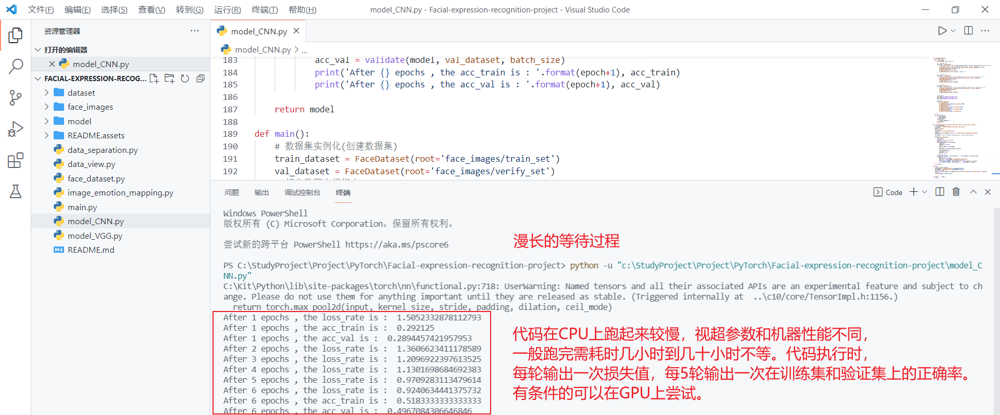 文件(F) 编辑(E) 选择(S) 查看(V) 转到(G) 运行(R) 终端(T) 帮助(H)
model_CNN.py - Facial-expression-recognition-project - Visual Studio Code
资源管理器
打开的编辑器
model_CNN.py
FACIAL-EXPRESSION-RECOG...
dataset
face_images
model
README.assets
data_separation.py
data_view.py
face_dataset.py
image_emotion_mapping.py
main.py
model_CNN.py
model_VGG.py
README.md
model_CNN.py
model_CNN.py > ...
183 acc_val = validate(model, val_dataset, batch_size)
184 print('After {} epochs , the acc_train is : '.format(epoch+1), acc_train)
185 print('After {} epochs , the acc_val is : '.format(epoch+1), acc_val)
186
187 return model
188
189 def main():
190 # 数据集实例化(创建数据集)
191 train_dataset = FaceDataset(root='face_images/train_set')
192 val_dataset = FaceDataset(root='face_images/verify_set')
问题 输出 调试控制台 终端
Code
Windows PowerShell
版权所有 (C) Microsoft Corporation。保留所有权利。
尝试新的跨平台 PowerShell https://aka.ms/pscore6
漫长的等待过程
PS C:\StudyProject\Project\PyTorch\Facial-expression-recognition-project> python -u "c:\StudyProject\Project\PyTorch\Facial-expression-recognition-project\model_C
NN.py"
C:\Kit\Python\lib\site-packages\torch\nn\functional.py:718: UserWarning: Named tensors and all their associated APIs are an experimental feature and subject to ch
ange. Please do not use them for anything important until they are released as stable. (Triggered internally at  ..\c10/core/TensorImpl.h:1156.)
return torch.max_pool2d(input, kernel_size, stride, padding, dilation, ceil_mode)
After 1 epochs , the loss_rate is :  1.5052332878112793
After 1 epochs , the acc_train is :  0.292125
After 1 epochs , the acc_val is :  0.2894457421957953
After 2 epochs , the loss_rate is :  1.3606623411178589
After 3 epochs , the loss_rate is :  1.2096922397613525
After 4 epochs , the loss_rate is :  1.1301698684692383
After 5 epochs , the loss_rate is :  0.9709283113479614
After 6 epochs , the loss_rate is :  0.9240634441375732
After 6 epochs , the acc_train is :  0.5183333333333333
After 6 epochs , the acc_val is :  0.4967084306646846
代码在CPU上跑起来较慢，视超参数和机器性能不同，
一般跑完需耗时几小时到几十小时不等。代码执行时，
每轮输出一次损失值，每5轮输出一次在训练集和验证集上的正确率。
有条件的可以在GPU上尝试。